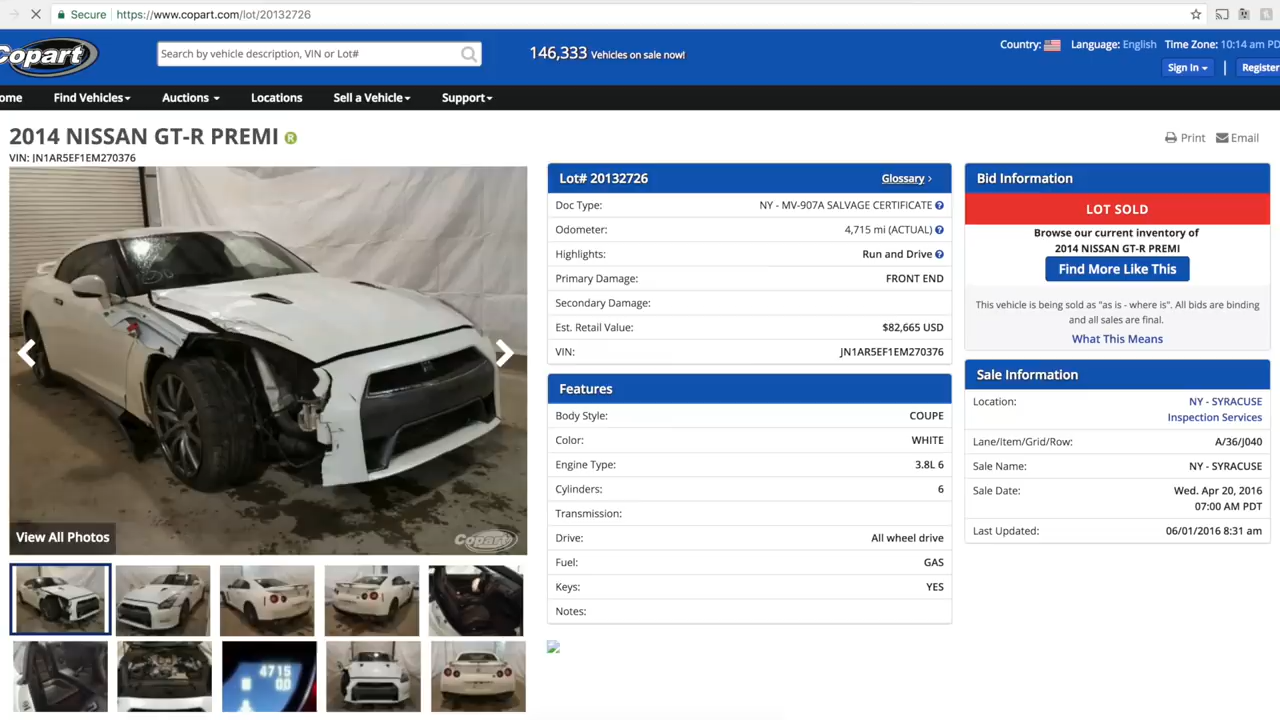 Secure https://www.copart.com/lot/20132726
Copart
Search by vehicle description, VIN or Lot#
146,333 Vehicles on sale now!
Country: Language: English Time Zone: 10:14 am PD
Sign In
Register
ome Find Vehicles Auctions Locations Sell a Vehicle Support
2014 NISSAN GT-R PREMI R
Print Email
VIN: JN1AR5EF1EM270376
View All Photos
Copart
4715
0.0
Lot# 20132726 Glossary
Doc Type: NY - MV-907A SALVAGE CERTIFICATE ?
Odometer: 4,715 mi (ACTUAL) ?
Highlights: Run and Drive ?
Primary Damage: FRONT END
Secondary Damage:
Est. Retail Value: $82,665 USD
VIN: JN1AR5EF1EM270376
Features
Body Style: COUPE
Color: WHITE
Engine Type: 3.8L 6
Cylinders: 6
Transmission:
Drive: All wheel drive
Fuel: GAS
Keys: YES
Notes:
Bid Information
LOT SOLD
Browse our current inventory of
2014 NISSAN GT-R PREMI
Find More Like This
This vehicle is being sold as "as is - where is". All bids are binding
and all sales are final.
What This Means
Sale Information
Location: NY - SYRACUSE
Inspection Services
Lane/Item/Grid/Row: A/36/J040
Sale Name: NY - SYRACUSE
Sale Date: Wed. Apr 20, 2016
07:00 AM PDT
Last Updated: 06/01/2016 8:31 am